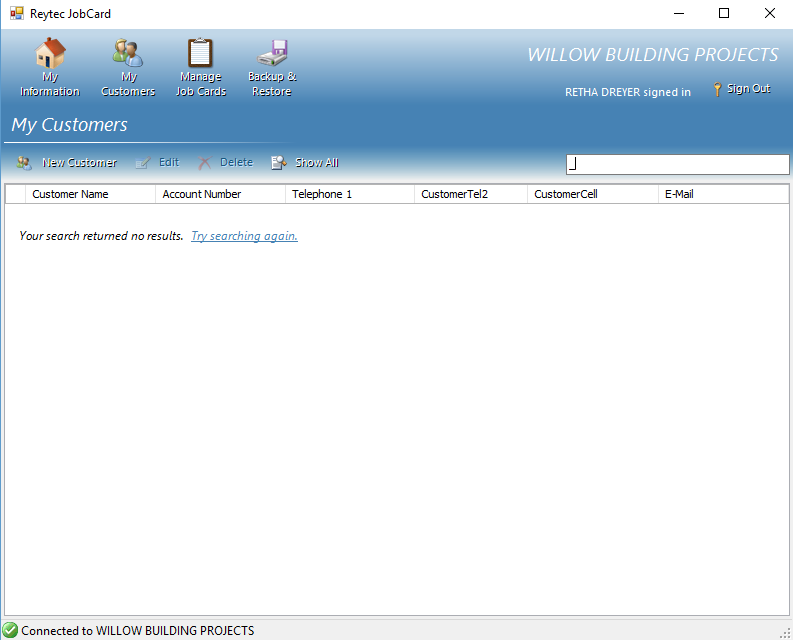 Reytec JobCard
WILLOW BUILDING PROJECTS
My Information
My Customers
Manage Job Cards
Backup & Restore
RETHA DREYER signed in
Sign Out
My Customers
New Customer
Edit
Delete
Show All
Customer Name
Account Number
Telephone 1
CustomerTel2
CustomerCell
E-Mail
Your search returned no results. Try searching again.
Connected to WILLOW BUILDING PROJECTS